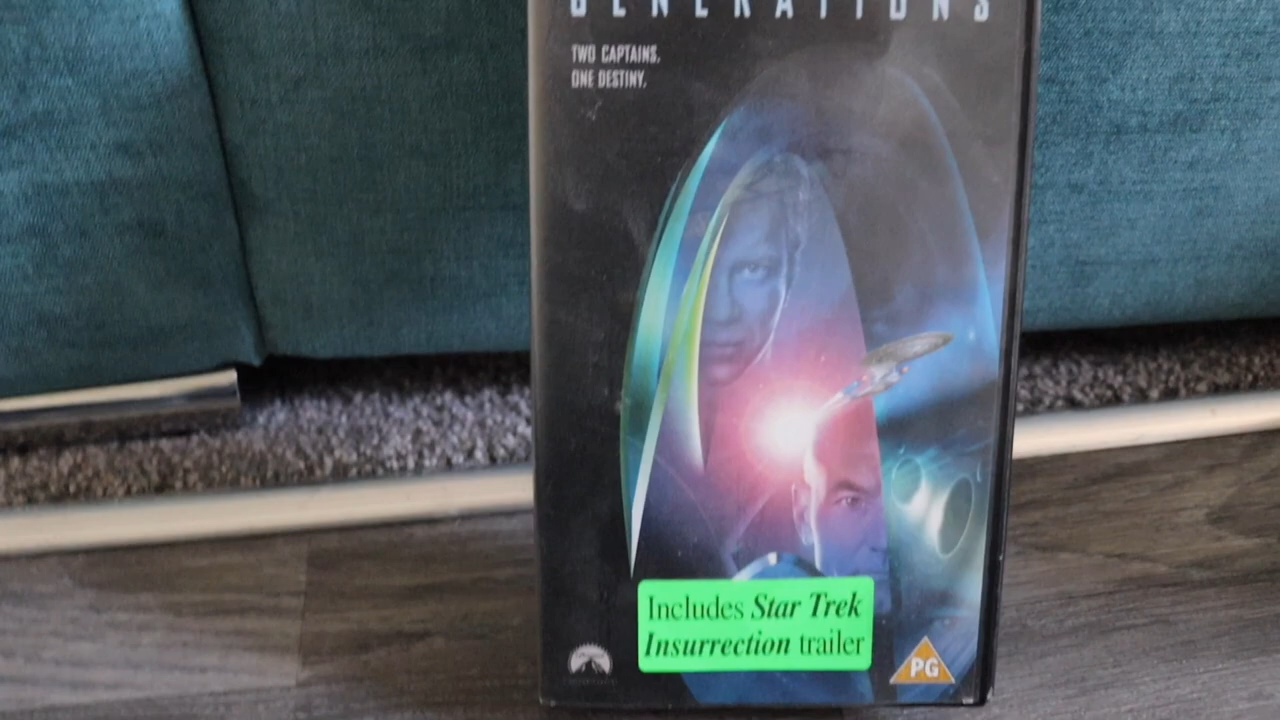 GENERATIONS
TWO CAPTAINS.
ONE DESTINY.
Includes Star Trek
Insurrection trailer
PG